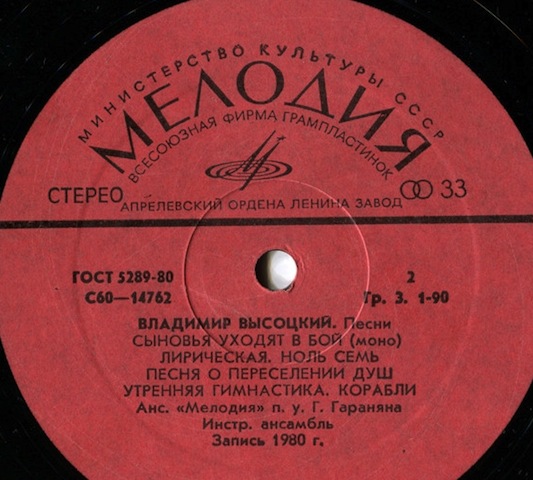 МИНИСТЕРСТВО КУЛЬТУРЫ СССР
МЕЛОДИЯ
ВСЕСОЮЗНАЯ ФИРМА ГРАМПЛАСТИНОК
СТЕРЕО
33
АПРЕЛЕВСКИЙ ОРДЕНА ЛЕНИНА ЗАВОД
ГОСТ 5289-80
2
С60—14762
Гр. 3. 1-90
ВЛАДИМИР ВЫСОЦКИЙ. Песни
СЫНОВЬЯ УХОДЯТ В БОЙ (моно)
ЛИРИЧЕСКАЯ. НОЛЬ СЕМЬ
ПЕСНЯ О ПЕРЕСЕЛЕНИИ ДУШ
УТРЕННЯЯ ГИМНАСТИКА. КОРАБЛИ
Анс. «Мелодия» п. у. Г. Гараняна
Инстр. ансамбль
Запись 1980 г.